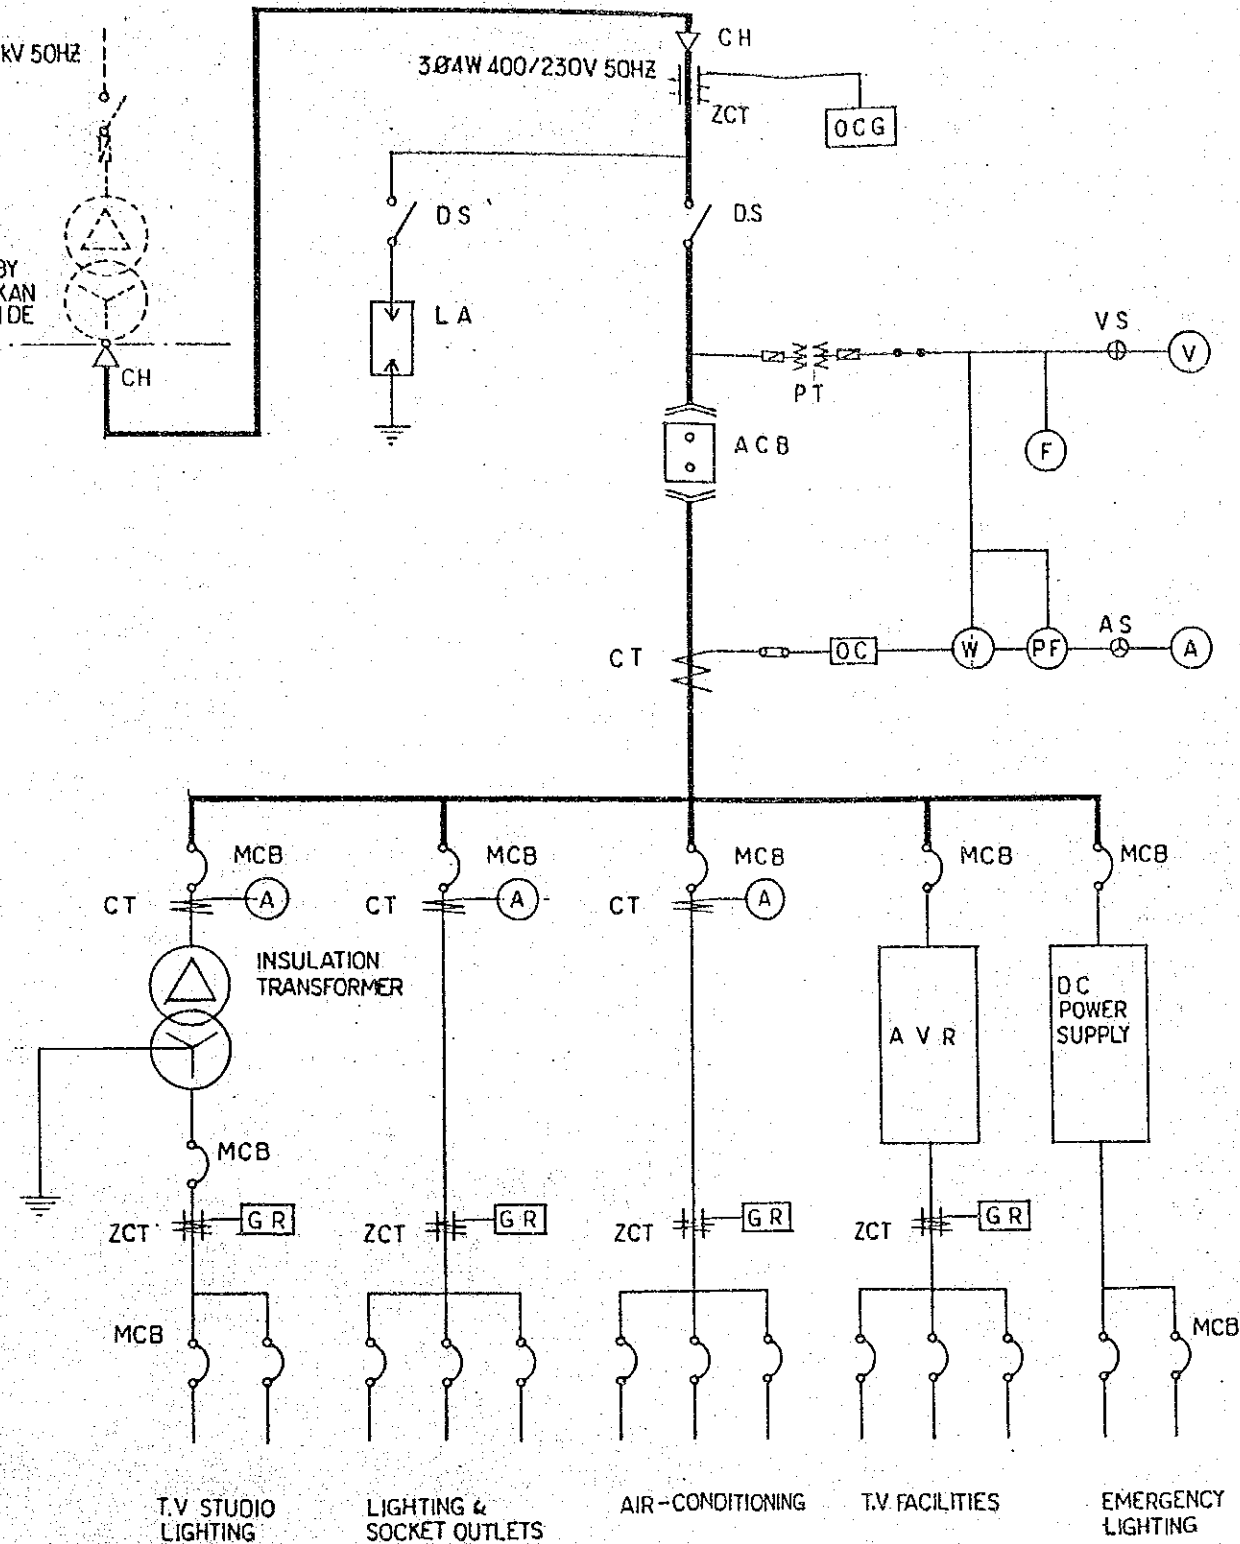 kV 50HZ
CH
3Ø4W 400/230V 50HZ
ZCT
OCG
DS
D.S
LA
BY
KAN
IDE
CH
VS
V
PT
F
ACB
CT
OC
W
PF
AS
A
MCB
MCB
MCB
MCB
MCB
CT
A
CT
A
CT
A
INSULATION
TRANSFORMER
AVR
DC
POWER
SUPPLY
MCB
ZCT
GR
ZCT
GR
ZCT
GR
ZCT
GR
MCB
MCB
T.V STUDIO
LIGHTING
LIGHTING &
SOCKET OUTLETS
AIR-CONDITIONING
T.V. FACILITIES
EMERGENCY
LIGHTING